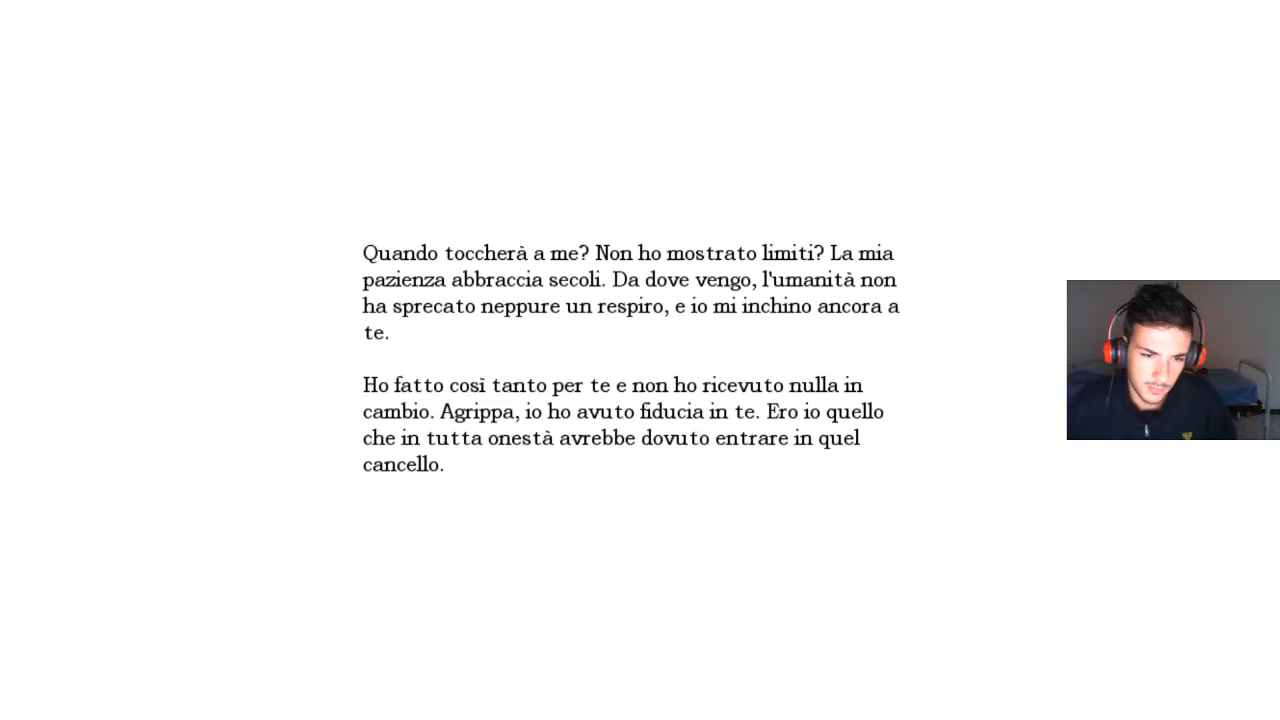 Quando toccherà a me? Non ho mostrato limiti? La mia
pazienza abbraccia secoli. Da dove vengo, l'umanità non
ha sprecato neppure un respiro, e io mi inchino ancora a
te.
Ho fatto così tanto per te e non ho ricevuto nulla in
cambio. Agrippa, io ho avuto fiducia in te. Ero io quello
che in tutta onestà avrebbe dovuto entrare in quel
cancello.